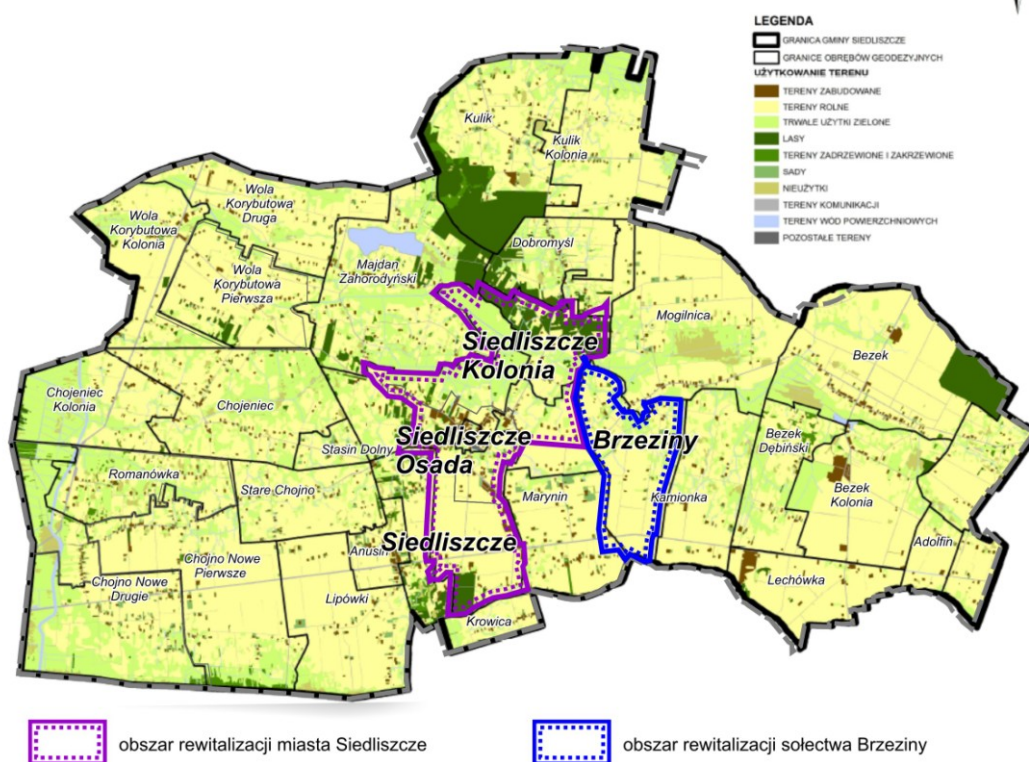 LEGENDA
GRANICA GMINY SIEDLISZCZE
GRANICE OBRĘBÓW GEODEZYJNYCH
UŻYTKOWANIE TERENU
TERENY ZABUDOWANE
TERENY ROLNE
TRWAŁE UŻYTKI ZIELONE
LASY
TERENY ZADRZEWIONE I ZAKRZEWIONE
SADY
NIEUŻYTKI
TERENY KOMUNIKACJI
TERENY WÓD POWIERZCHNIOWYCH
POZOSTAŁE TERENY
Kulik
Kulik
Kolonia
Wola
Korybutowa
Druga
Wola
Korybutowa
Kolonia
Dobromyśl
Majdan
Zahorodyński
Wola
Korybutowa
Pierwsza
Mogilnica
Siedliszcze
Kolonia
Bezek
Chojeniec
Kolonia
Chojeniec
Siedliszcze
Osada
Brzeziny
Bezek
Dębiński
Stasin Dolny
Romanówka
Stare Chojno
Marynin
Kamionka
Bezek
Kolonia
Anusin
Siedliszcze
Adolfin
Chojno Nowe
Pierwsze
Chojno Nowe
Drugie
Lechówka
Lipówki
Krowica
obszar rewitalizacji miasta Siedliszcze
obszar rewitalizacji sołectwa Brzeziny